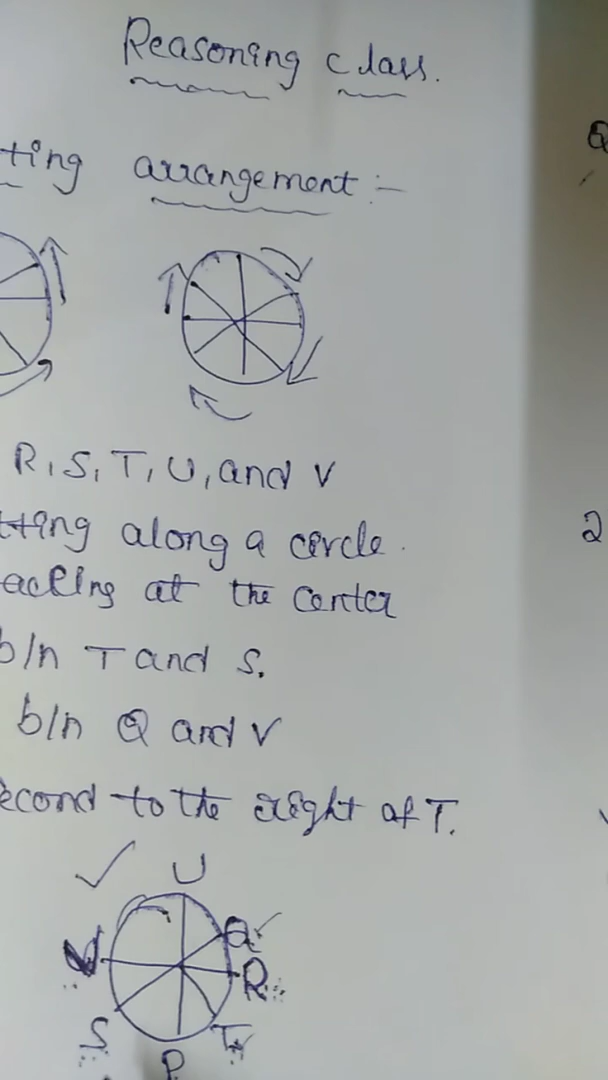 Reasoning class.
ting arrangement :-
R, S, T, U, and V
tting along a circle.
acling at the center
b/n T and S.
b/n Q and V
econd to the right of T.
2
U
Q
R
T
P
S